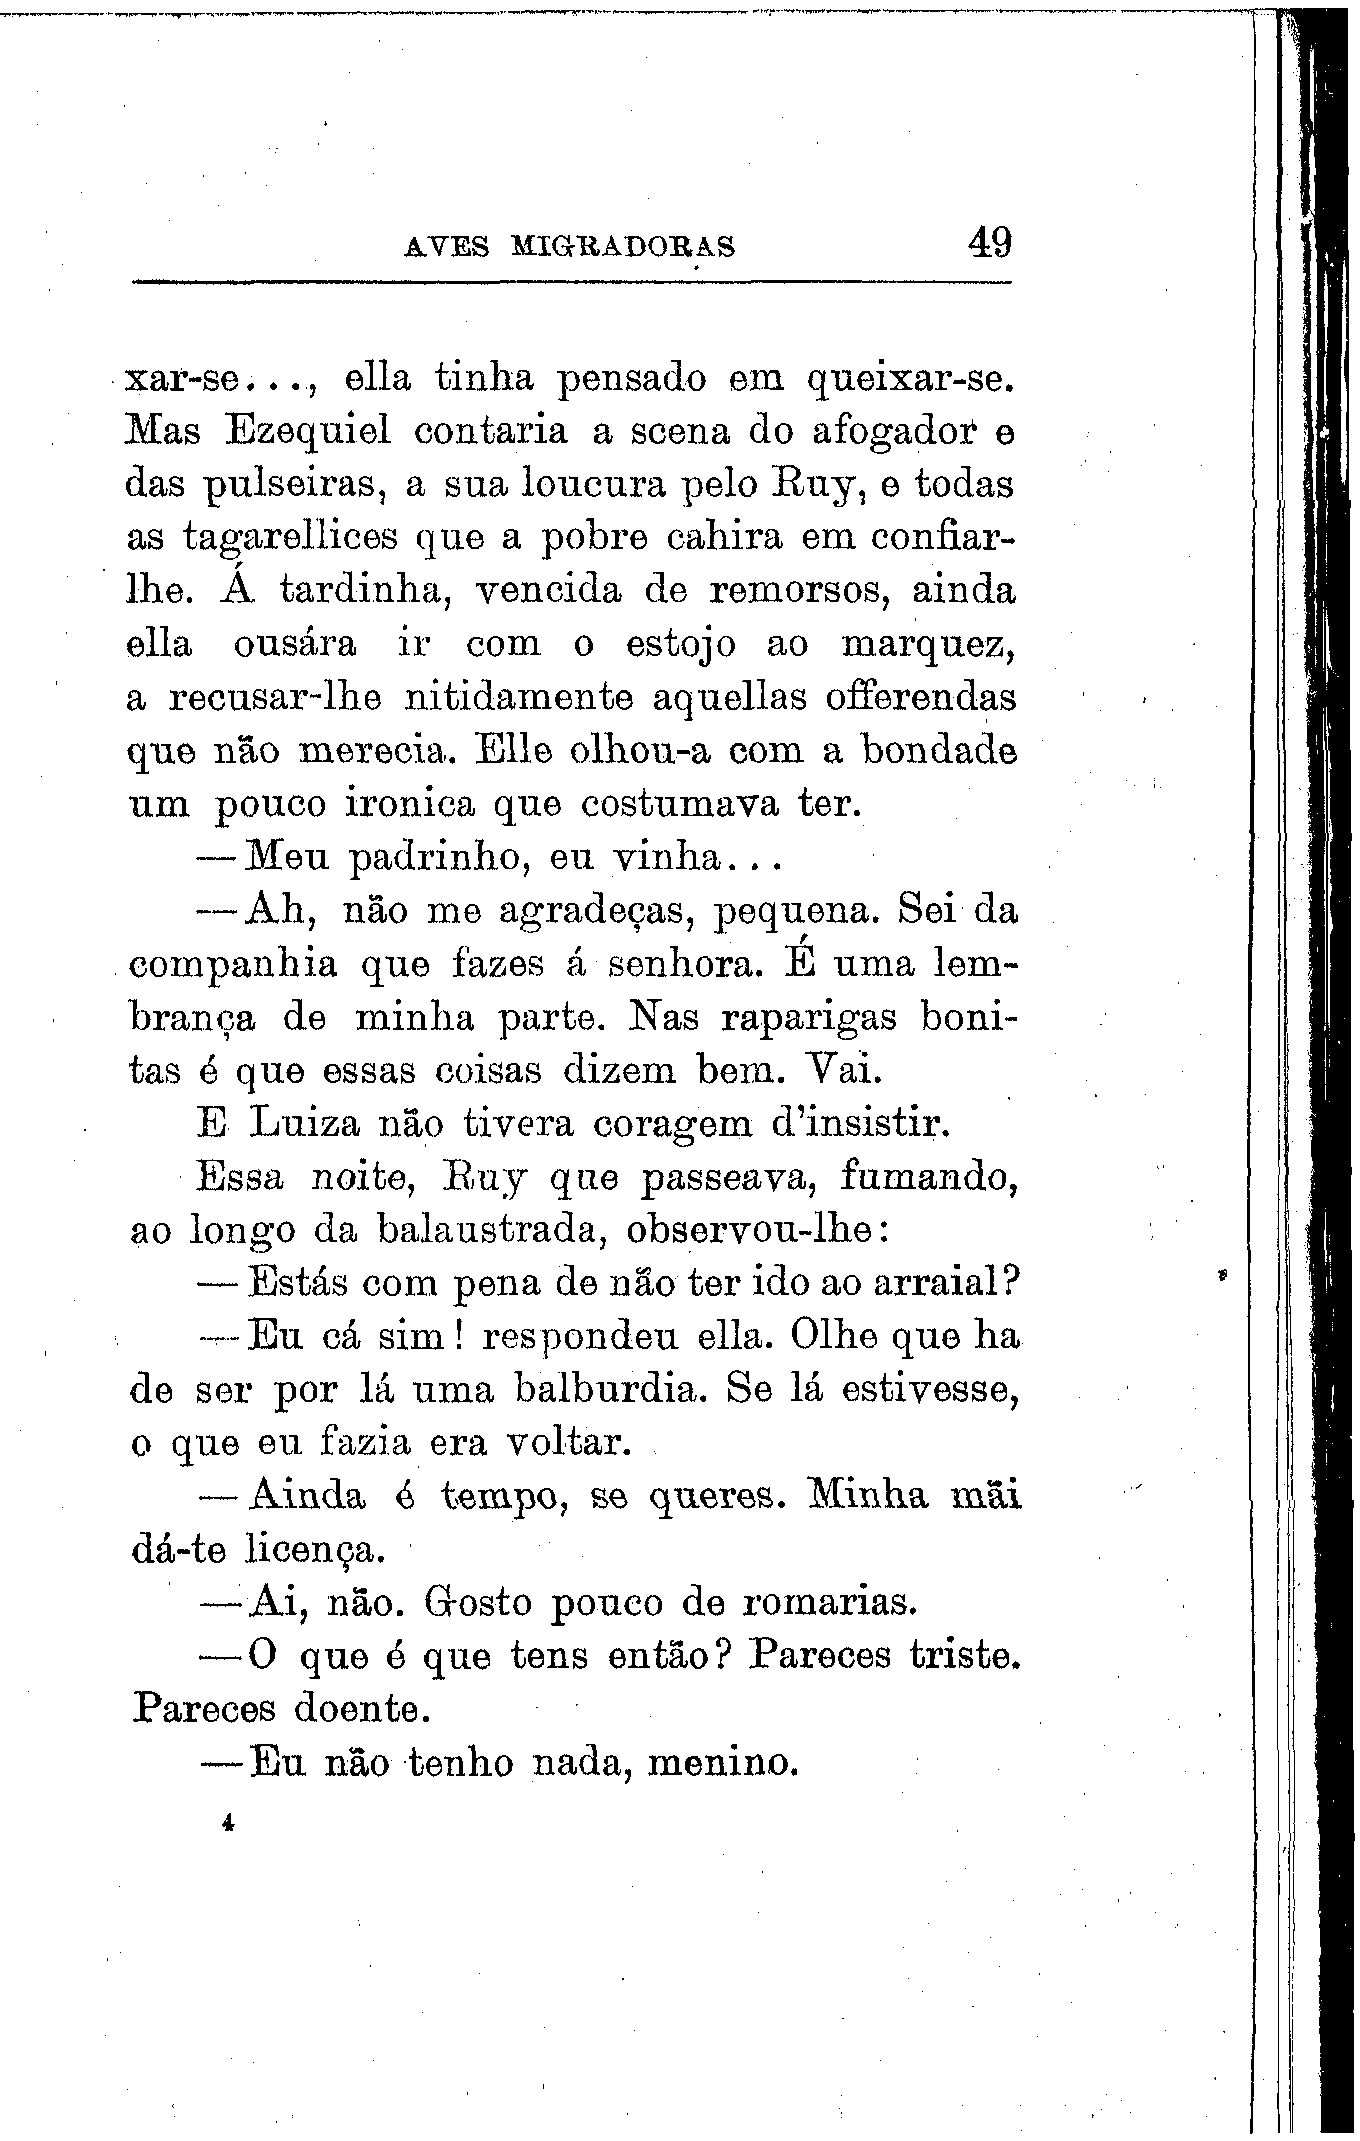 AVES MIGRADORAS 49
xar-se..., ella tinha pensado em queixar-se.
Mas Ezequiel contaria a scena do afogador e
das pulseiras, a sua loucura pelo Ruy, e todas
as tagarellices que a pobre cahira em confiar-
lhe. Á tardinha, vencida de remorsos, ainda
ella ousára ir com o estojo ao marquez,
a recusar-lhe nitidamente aquellas offerendas
que não merecia. Elle olhou-a com a bondade
um pouco ironica que costumava ter.
— Meu padrinho, eu vinha...
— Ah, não me agradeças, pequena. Sei da
companhia que fazes á senhora. É uma lem-
brança de minha parte. Nas raparigas boni-
tas é que essas coisas dizem bem. Vai.
E Luiza não tivera coragem d'insistir.
Essa noite, Ruy que passeava, fumando,
ao longo da balaustrada, observou-lhe:
— Estás com pena de não ter ido ao arraial?
— Eu cá sim! respondeu ella. Olhe que ha
de ser por lá uma balburdia. Se lá estivesse,
o que eu fazia era voltar.
— Ainda é tempo, se queres. Minha mãi
dá-te licença.
— Ai, não. Gosto pouco de romarias.
— O que é que tens então? Pareces triste.
Pareces doente.
— Eu não tenho nada, menino.
4